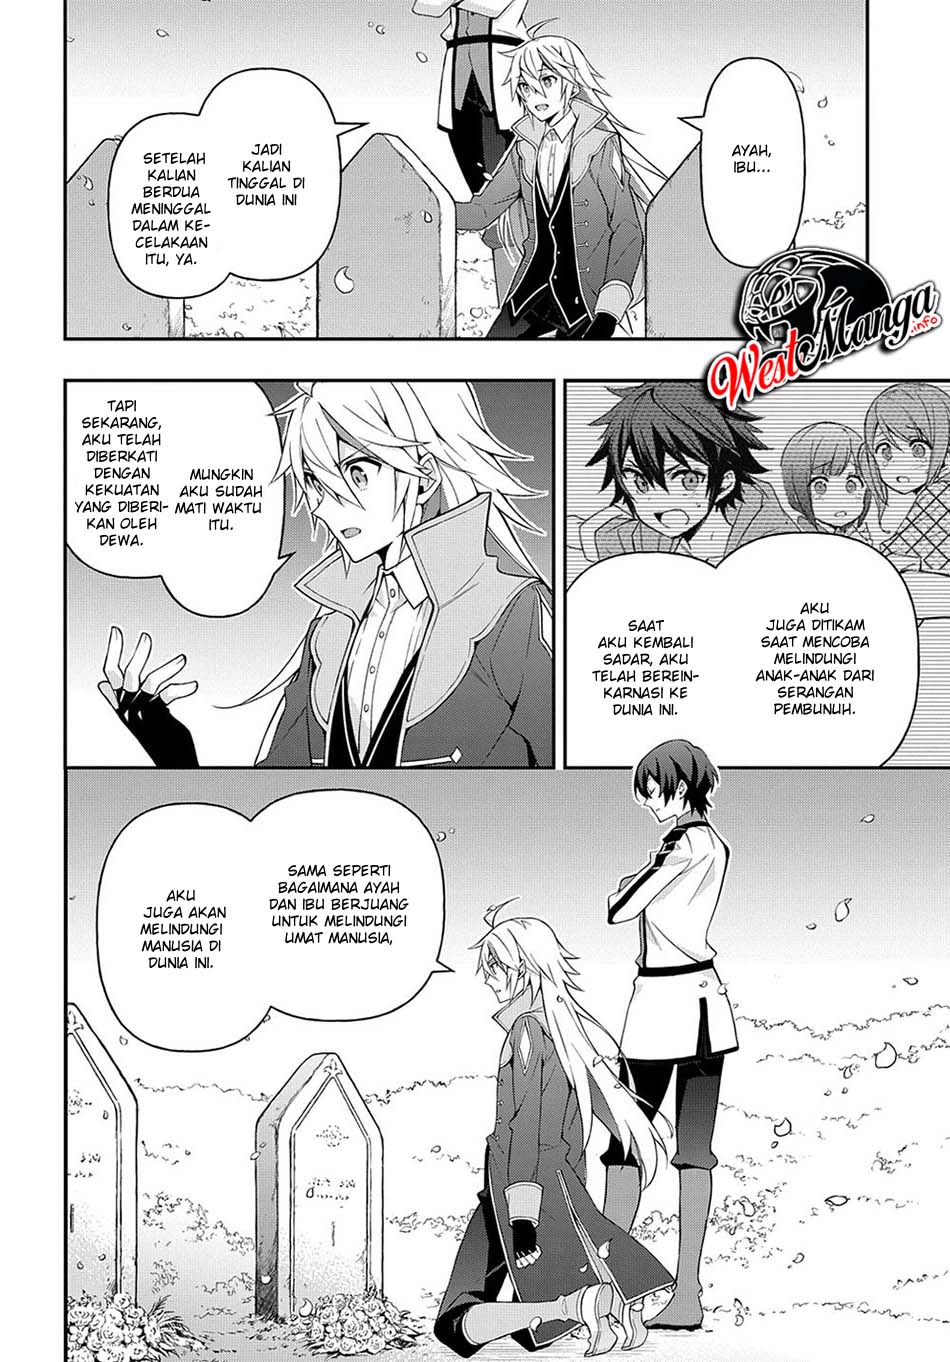 AYAH,
IBU...
JADI
KALIAN
TINGGAL DI
DUNIA INI
SETELAH
KALIAN
BERDUA
MENINGGAL
DALAM KE-
CELAKAAN
ITU, YA.
WestManga
.info
AKU
JUGA DITIKAM
SAAT MENCOBA
MELINDUNGI
ANAK-ANAK DARI
SERANGAN
PEMBUNUH.
SAAT
AKU KEMBALI
SADAR, AKU
TELAH BEREIN-
KARNASI KE
DUNIA INI.
MUNGKIN
AKU SUDAH
MATI WAKTU
ITU.
TAPI
SEKARANG,
AKU TELAH
DIBERKATI
DENGAN
KEKUATAN
YANG DIBERI-
KAN OLEH
DEWA.
SAMA SEPERTI
BAGAIMANA AYAH
DAN IBU BERJUANG
UNTUK MELINDUNGI
UMAT MANUSIA,
AKU
JUGA AKAN
MELINDUNGI
MANUSIA DI
DUNIA INI.